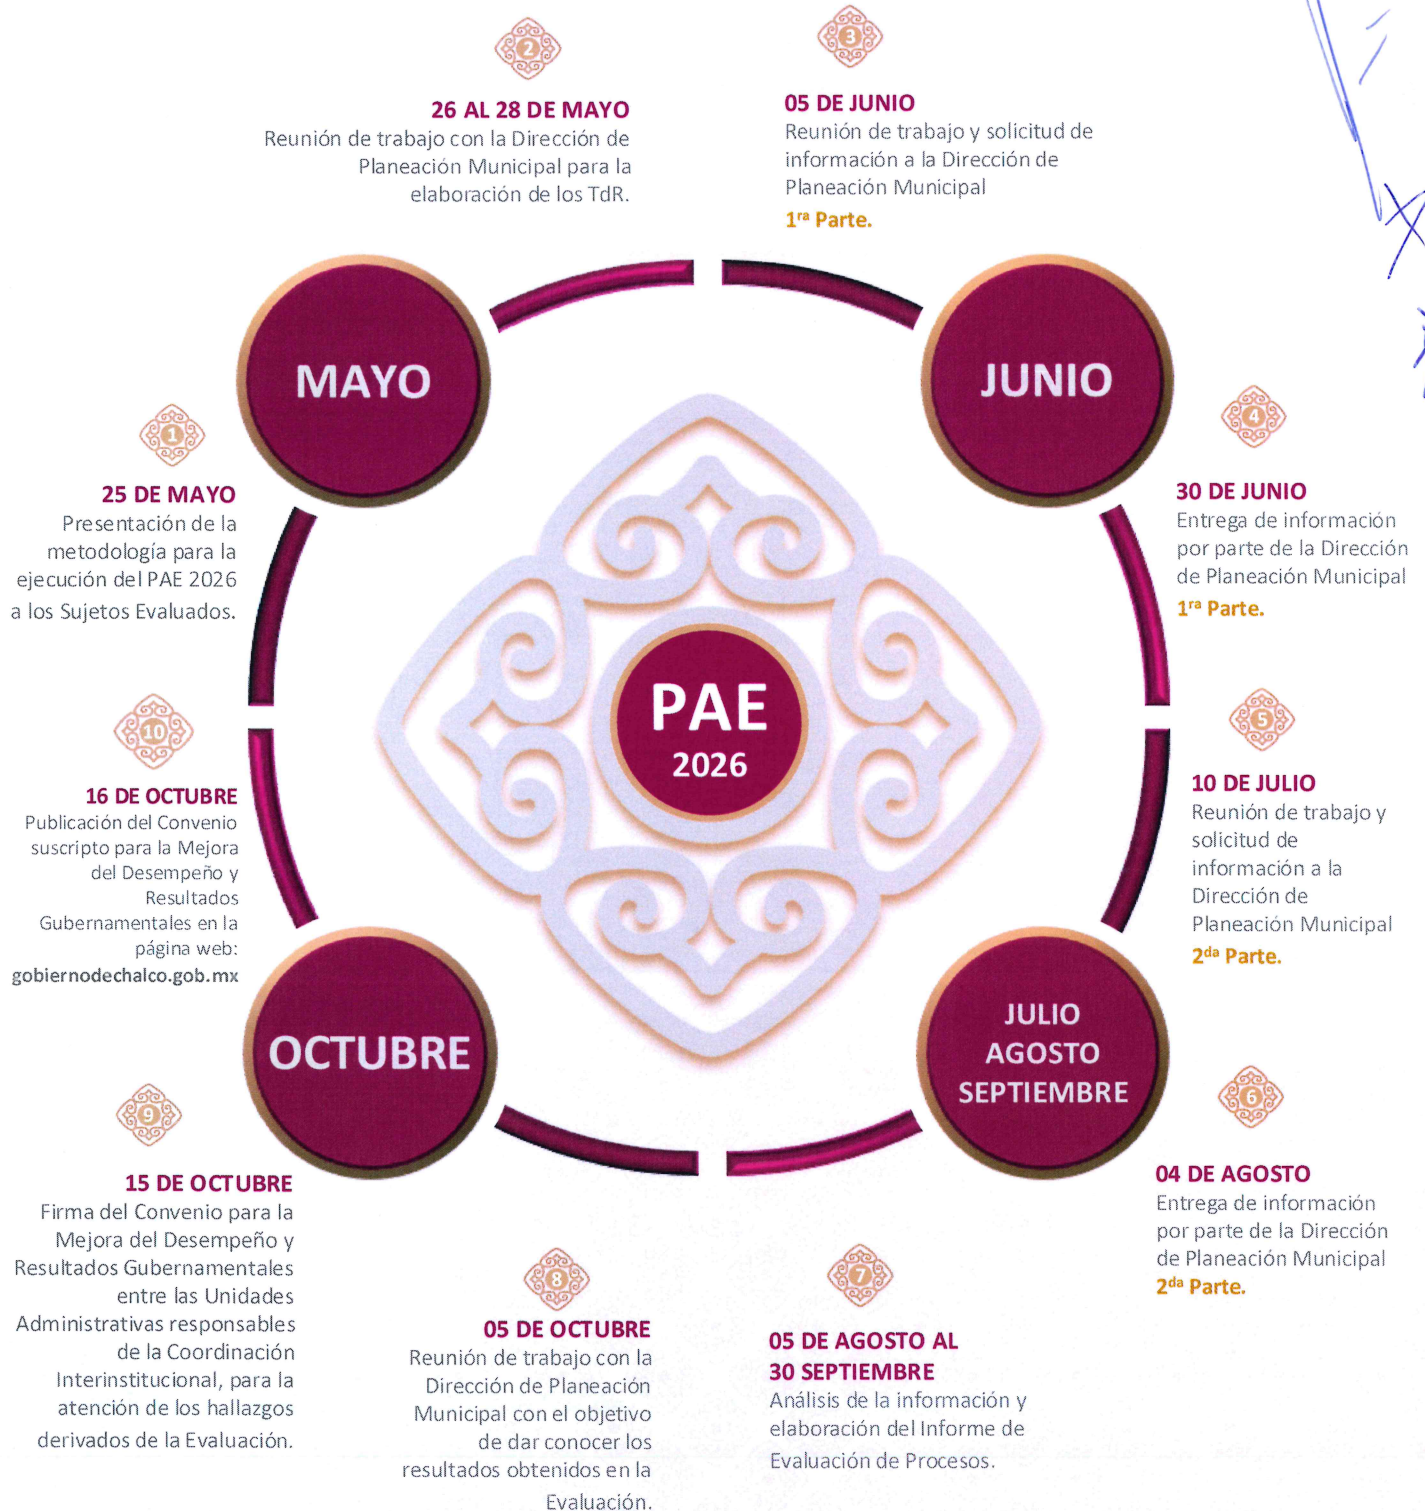 2
26 AL 28 DE MAYO
Reunión de trabajo con la Dirección de
Planeación Municipal para la
elaboración de los TdR.
3
05 DE JUNIO
Reunión de trabajo y solicitud de
información a la Dirección de
Planeación Municipal
1ra Parte.
MAYO
JUNIO
1
25 DE MAYO
Presentación de la
metodología para la
ejecución del PAE 2026
a los Sujetos Evaluados.
4
30 DE JUNIO
Entrega de información
por parte de la Dirección
de Planeación Municipal
1ra Parte.
PAE
2026
10
16 DE OCTUBRE
Publicación del Convenio
suscripto para la Mejora
del Desempeño y
Resultados
Gubernamentales en la
página web:
gobiernodechalco.gob.mx
5
10 DE JULIO
Reunión de trabajo y
solicitud de
información a la
Dirección de
Planeación Municipal
2da Parte.
OCTUBRE
JULIO
AGOSTO
SEPTIEMBRE
9
15 DE OCTUBRE
Firma del Convenio para la
Mejora del Desempeño y
Resultados Gubernamentales
entre las Unidades
Administrativas responsables
de la Coordinación
Interinstitucional, para la
atención de los hallazgos
derivados de la Evaluación.
6
04 DE AGOSTO
Entrega de información
por parte de la Dirección
de Planeación Municipal
2da Parte.
8
05 DE OCTUBRE
Reunión de trabajo con la
Dirección de Planeación
Municipal con el objetivo
de dar conocer los
resultados obtenidos en la
Evaluación.
7
05 DE AGOSTO AL
30 SEPTIEMBRE
Análisis de la información y
elaboración del Informe de
Evaluación de Procesos.